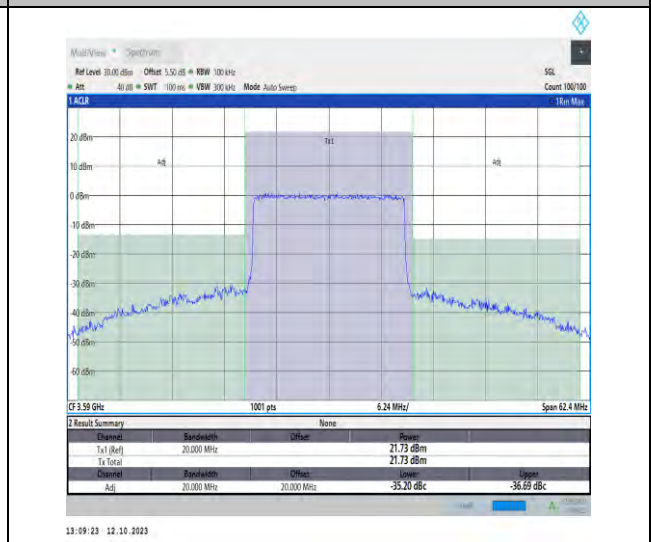 MultiView Spectrum
Ref Level 30.00 dBm Offset 5.50 dB RBW 100 kHz SGL
Att 40 dB SWT 100 ms VBW 300 kHz Mode Auto Sweep Count 100/100
1 ACLR 1Rm Max
20 dBm
Tx1
Adj Adj
10 dBm
0 dBm
-10 dBm
-20 dBm
-30 dBm
-40 dBm
-50 dBm
-60 dBm
CF 3.59 GHz 1001 pts 6.24 MHz/ Span 62.4 MHz
2 Result Summary None
Channel Bandwidth Offset Power
Tx1 (Ref) 20.000 MHz 21.73 dBm
Tx Total 21.73 dBm
Channel Bandwidth Offset Lower Upper
Adj 20.000 MHz 20.000 MHz -35.20 dBc -36.69 dBc
13:09:23 12.10.2023